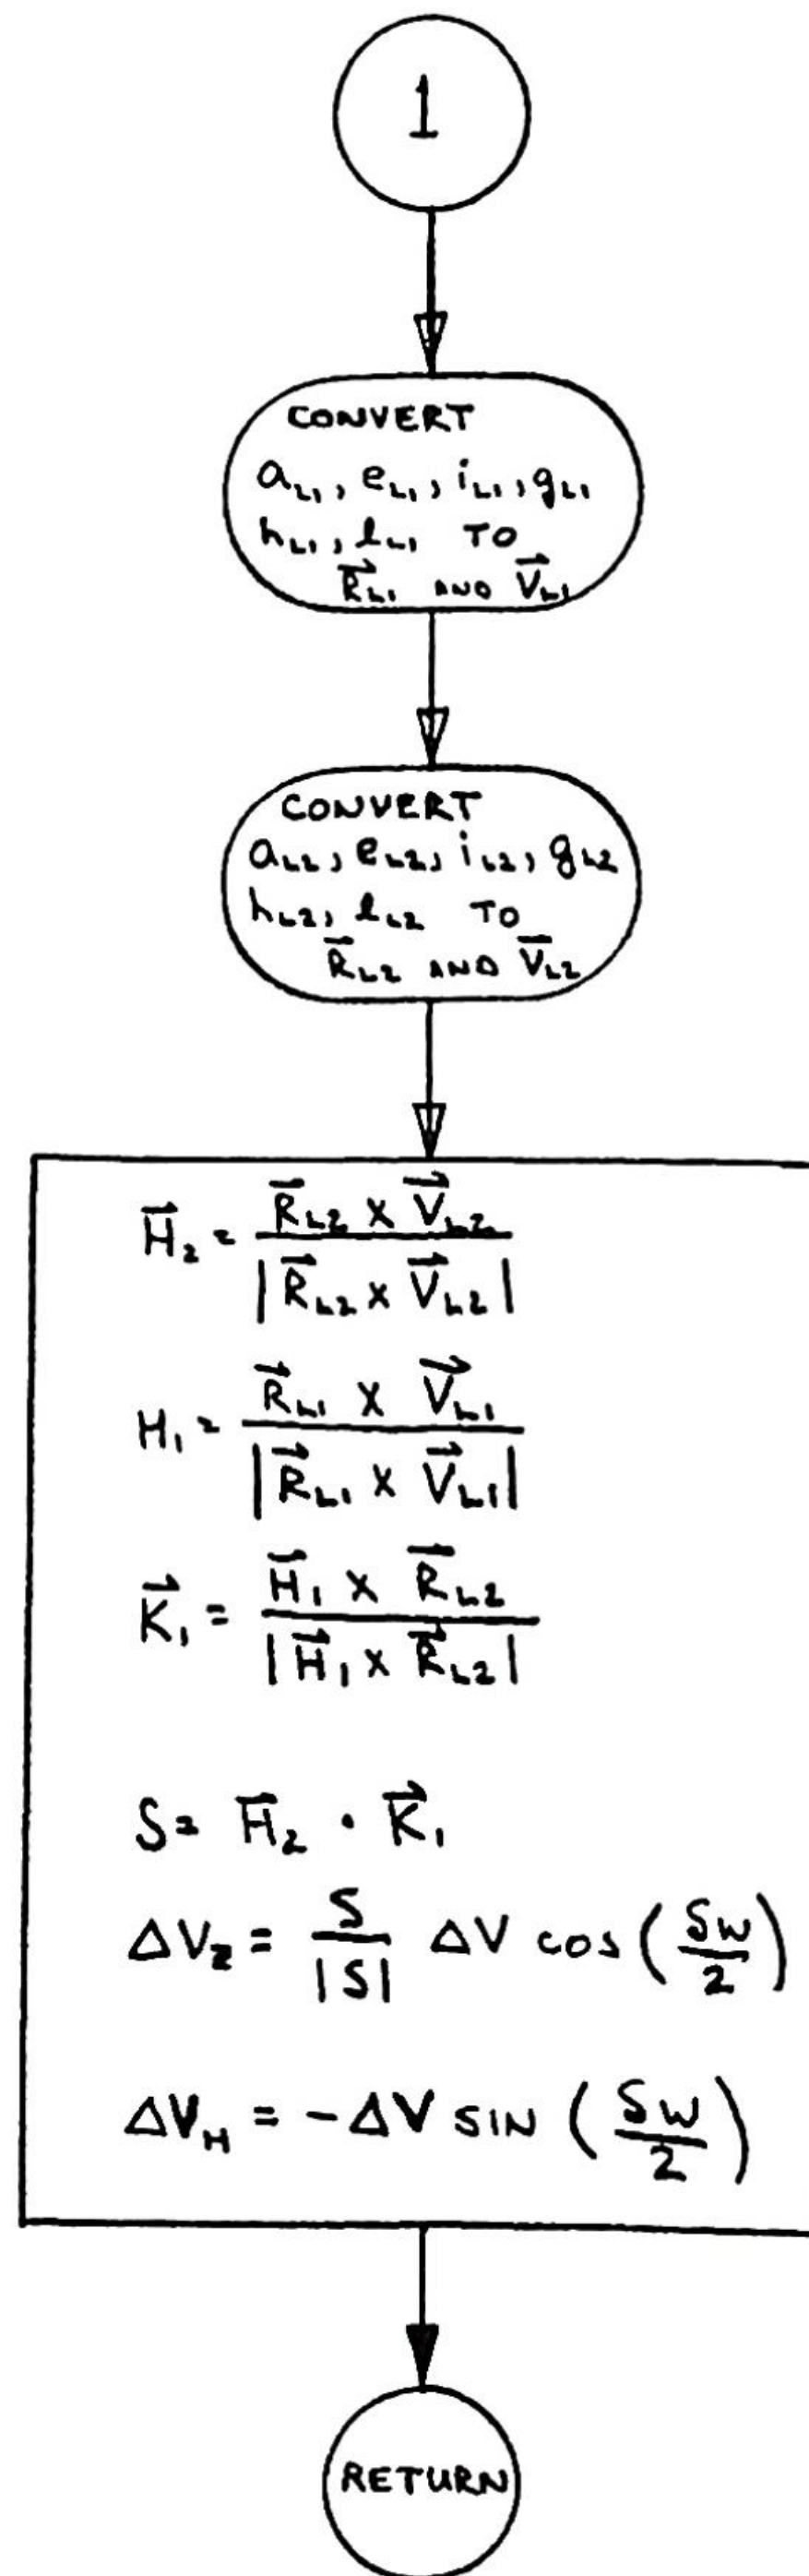 1
CONVERT
a_L1, e_L1, i_L1, g_L1
h_L1, l_L1 TO
R⃗_L1 AND V⃗_L1
CONVERT
a_L2, e_L2, i_L2, g_L2
h_L2, l_L2 TO
R⃗_L2 AND V⃗_L2
H⃗_2 = (R⃗_L2 X V⃗_L2) / |R⃗_L2 X V⃗_L2|
H_1 = (R⃗_L1 X V⃗_L1) / |R⃗_L1 X V⃗_L1|
K⃗_1 = (H⃗_1 X R⃗_L2) / |H⃗_1 X R⃗_L2|
S = H⃗_2 · K⃗_1
ΔV_Z = S/|S| ΔV cos(δw/2)
ΔV_H = -ΔV SIN (δw/2)
RETURN